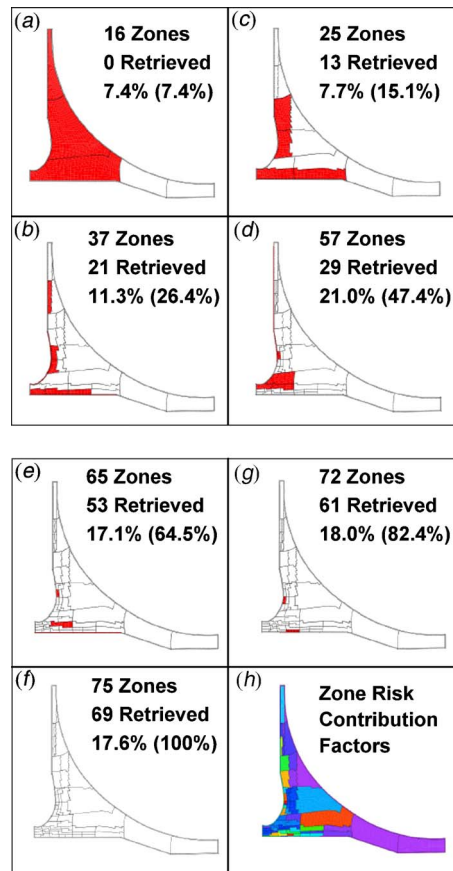 (a)
16 Zones
0 Retrieved
7.4% (7.4%)
(c)
25 Zones
13 Retrieved
7.7% (15.1%)
(b)
37 Zones
21 Retrieved
11.3% (26.4%)
(d)
57 Zones
29 Retrieved
21.0% (47.4%)
(e)
65 Zones
53 Retrieved
17.1% (64.5%)
(g)
72 Zones
61 Retrieved
18.0% (82.4%)
(f)
75 Zones
69 Retrieved
17.6% (100%)
(h)
Zone Risk
Contribution
Factors